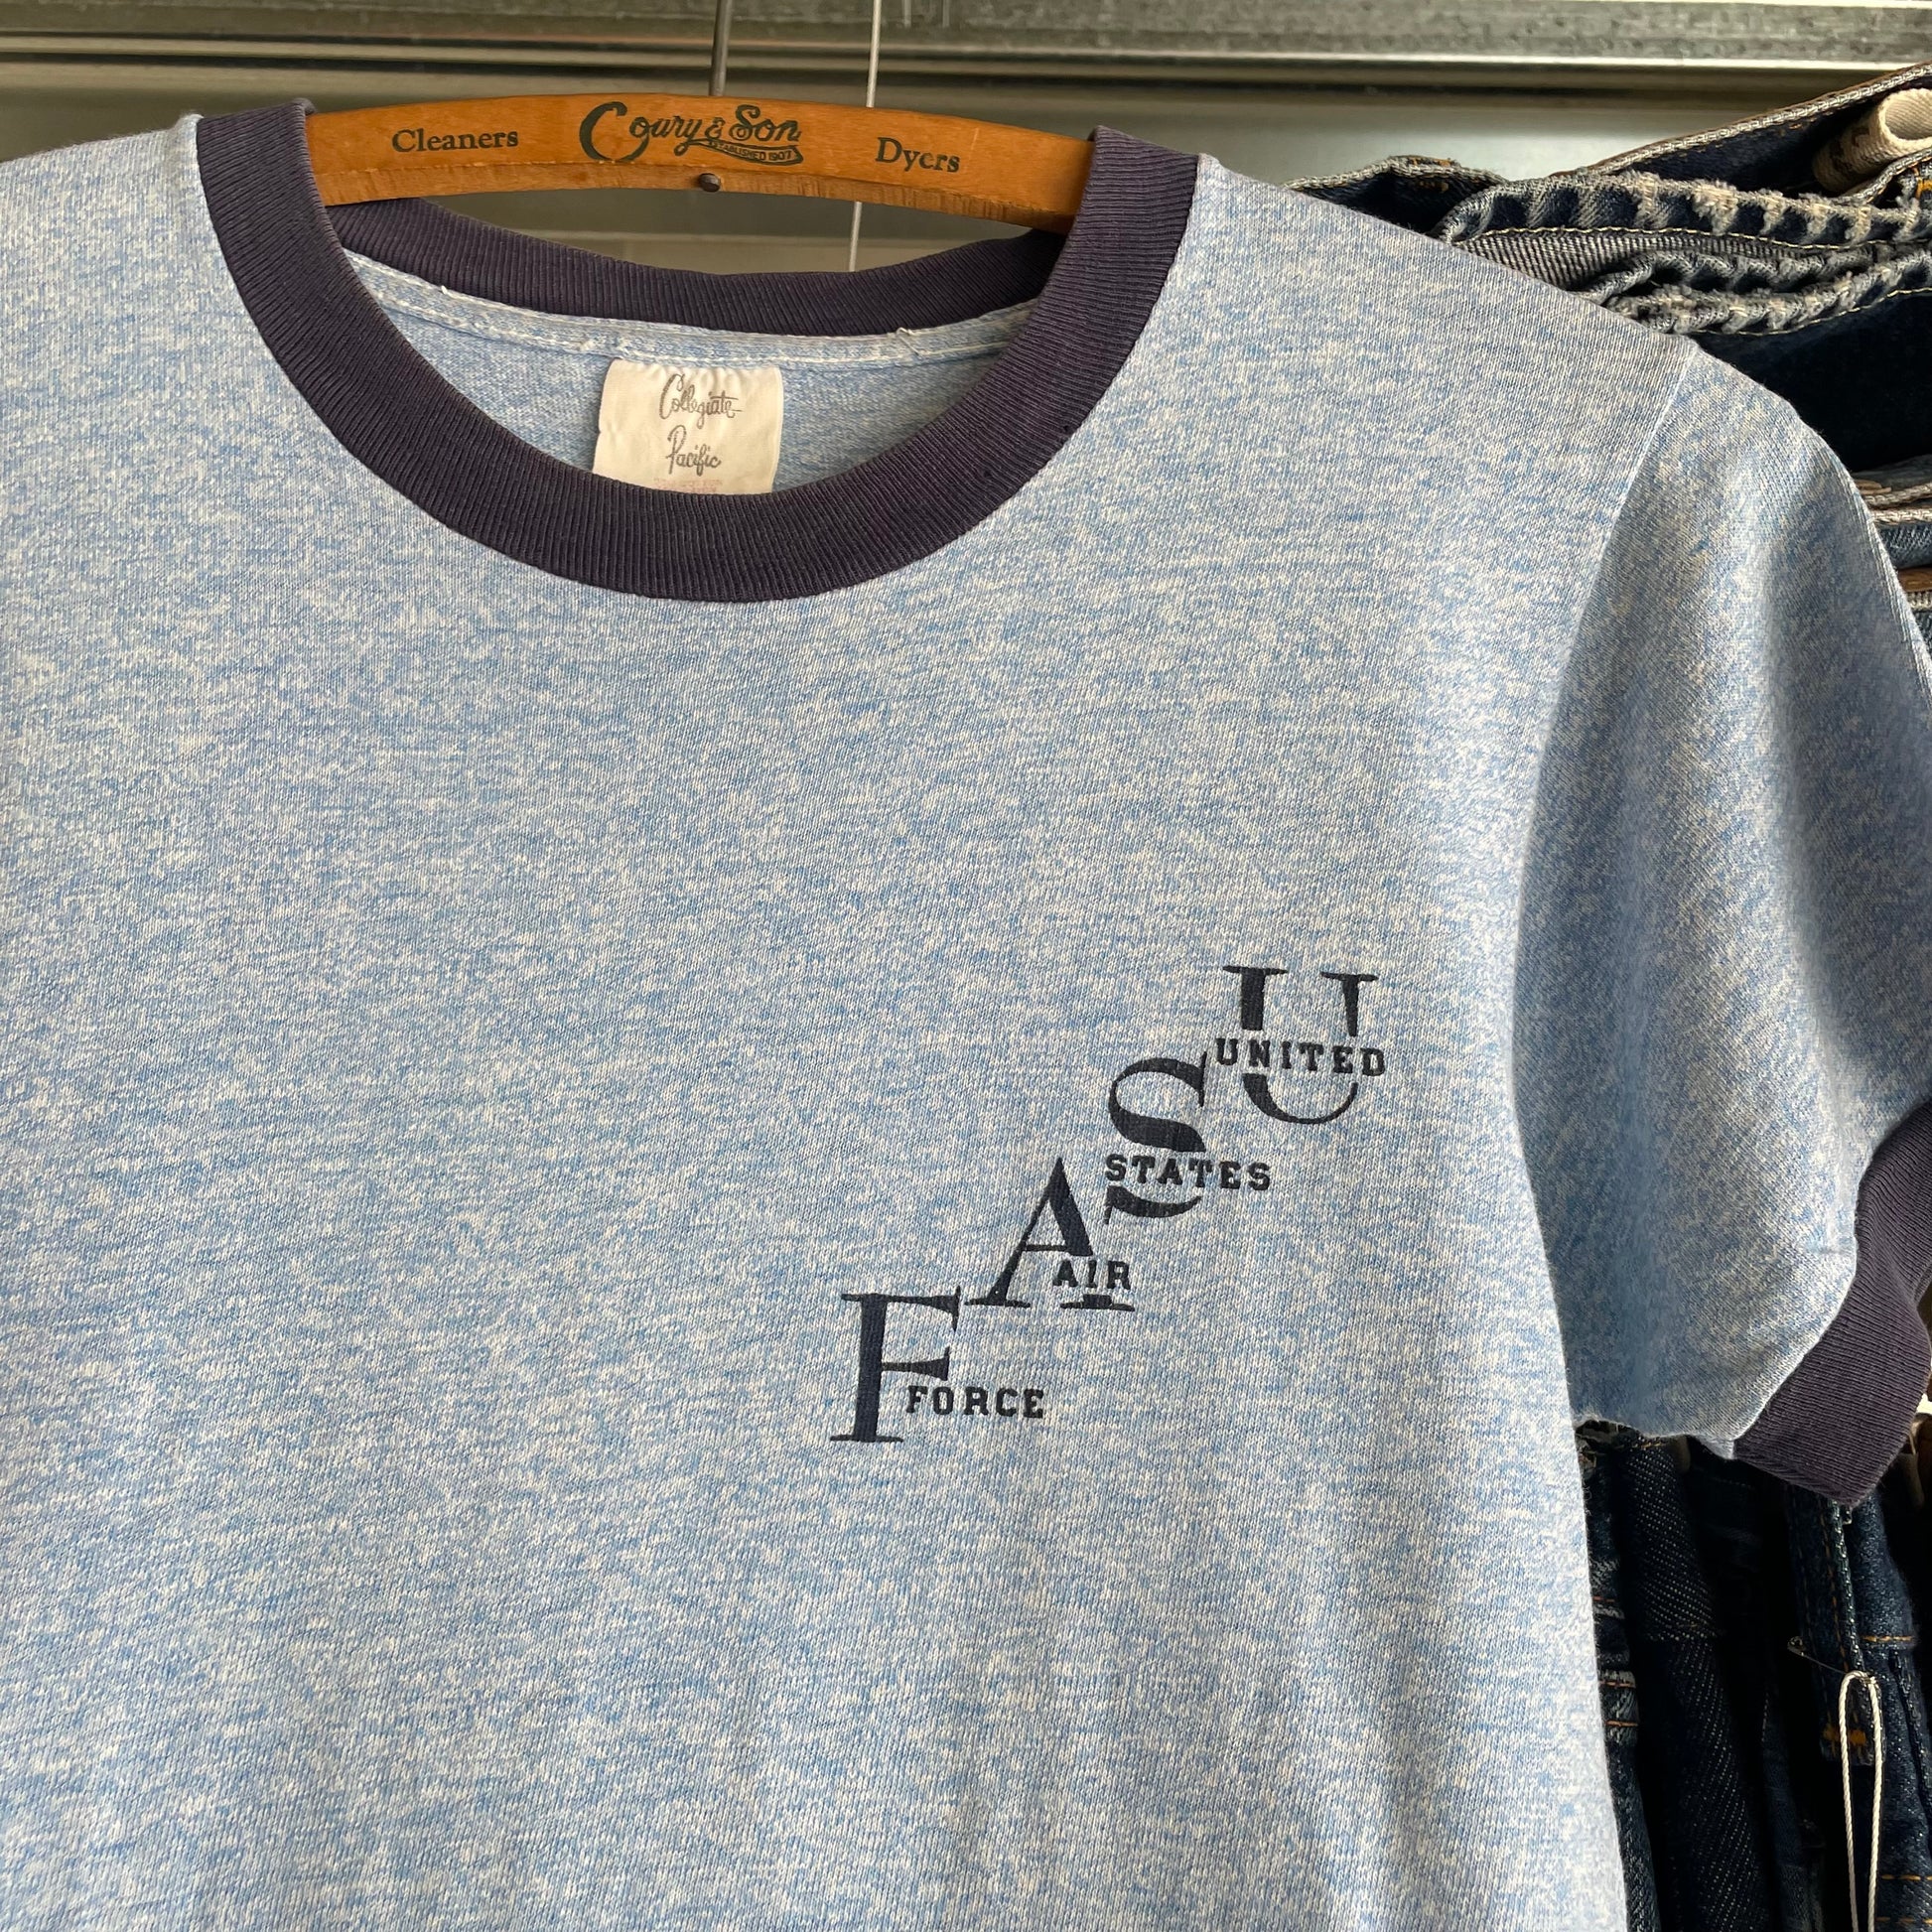 Cleaners Coury & Son Dyers
ESTABLISHED 1907
Collegiate
Pacific
U
UNITED
S
STATES
A
AIR
F
FORCE